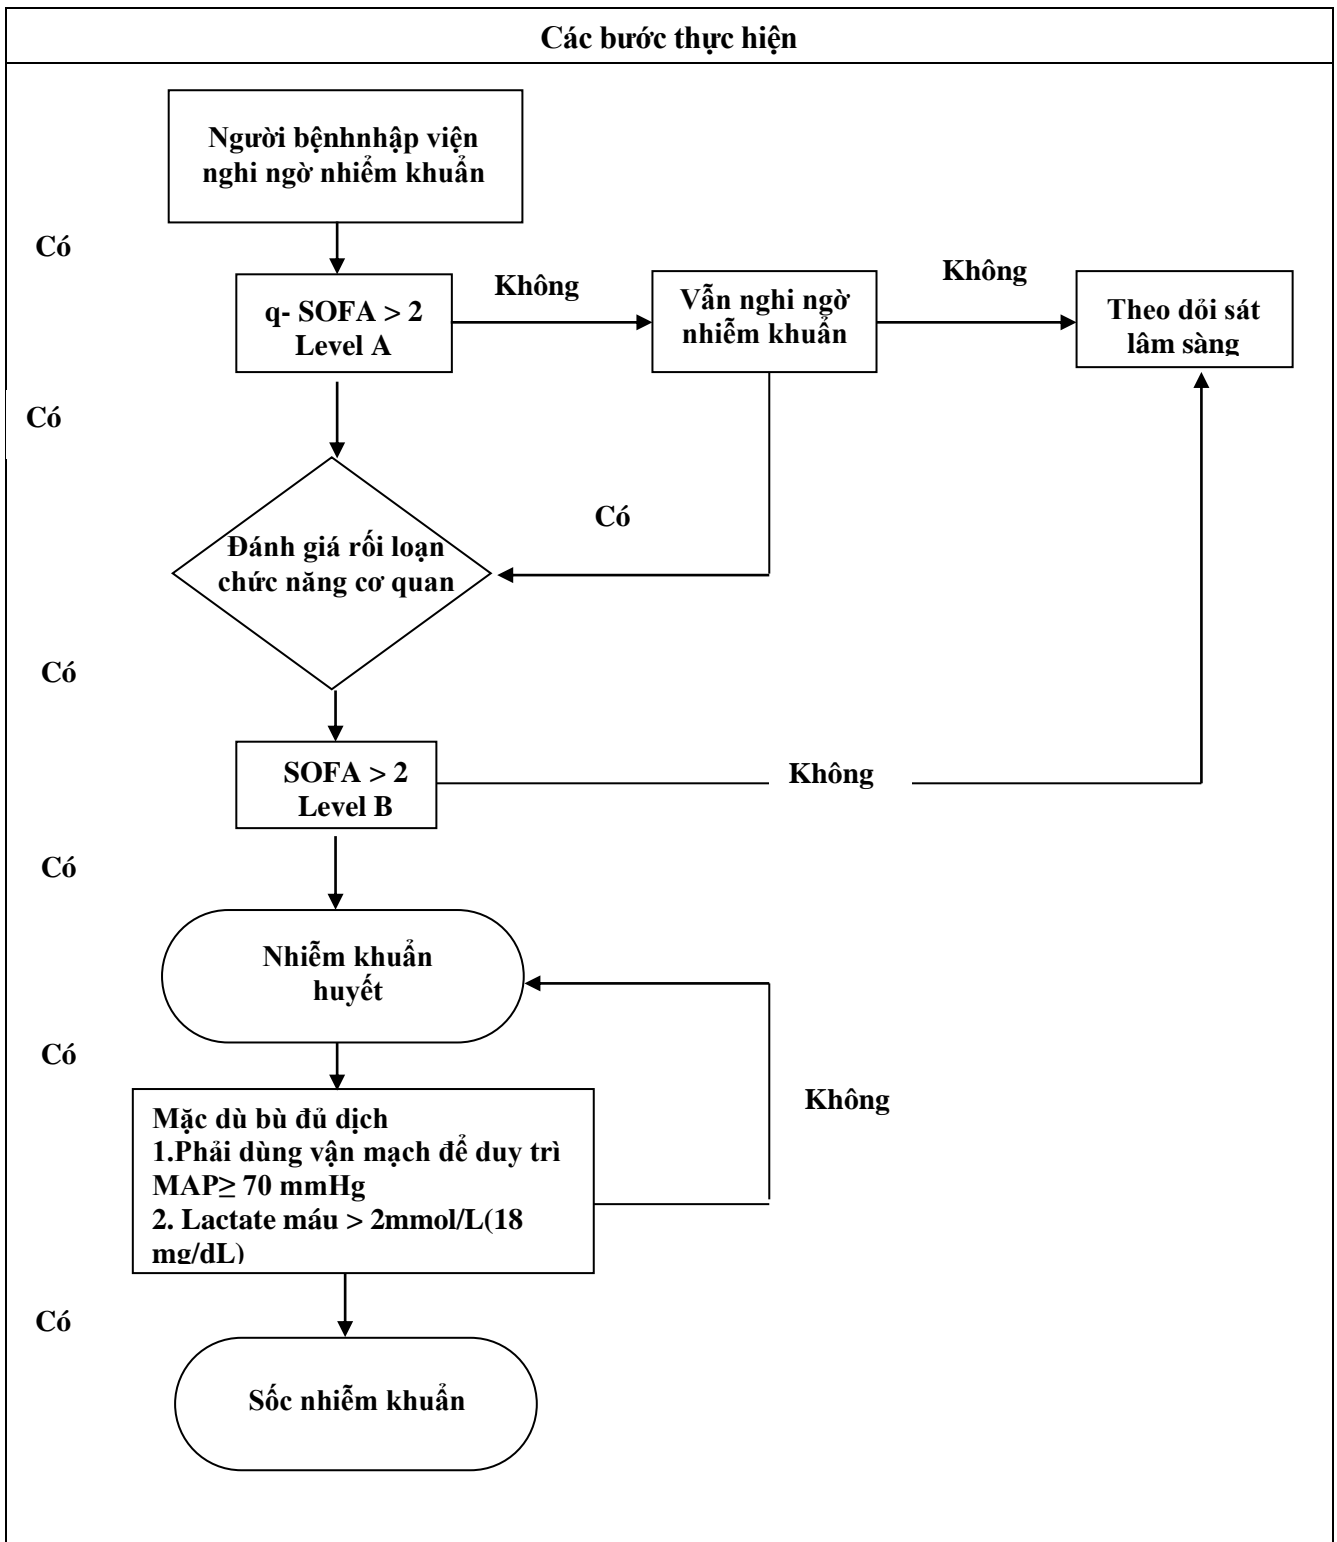 Các bước thực hiện
Người bệnhnhập viện
nghi ngờ nhiểm khuẩn
Có
q- SOFA > 2
Level A
Không
Vẫn nghi ngờ
nhiễm khuẩn
Không
Theo dỏi sát
lâm sàng
Có
Có
Đánh giá rối loạn
chức năng cơ quan
Có
SOFA > 2
Level B
Không
Có
Nhiễm khuẩn
huyết
Có
Mặc dù bù đủ dịch
1.Phải dùng vận mạch để duy trì
MAP≥ 70 mmHg
2. Lactate máu > 2mmol/L(18
mg/dL)
Không
Có
Sốc nhiễm khuẩn